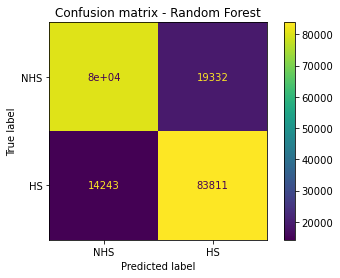 Confusion matrix - Random Forest
NHS
8e+04
19332
HS
14243
83811
NHS
HS
Predicted label
True label
80000
70000
60000
50000
40000
30000
20000